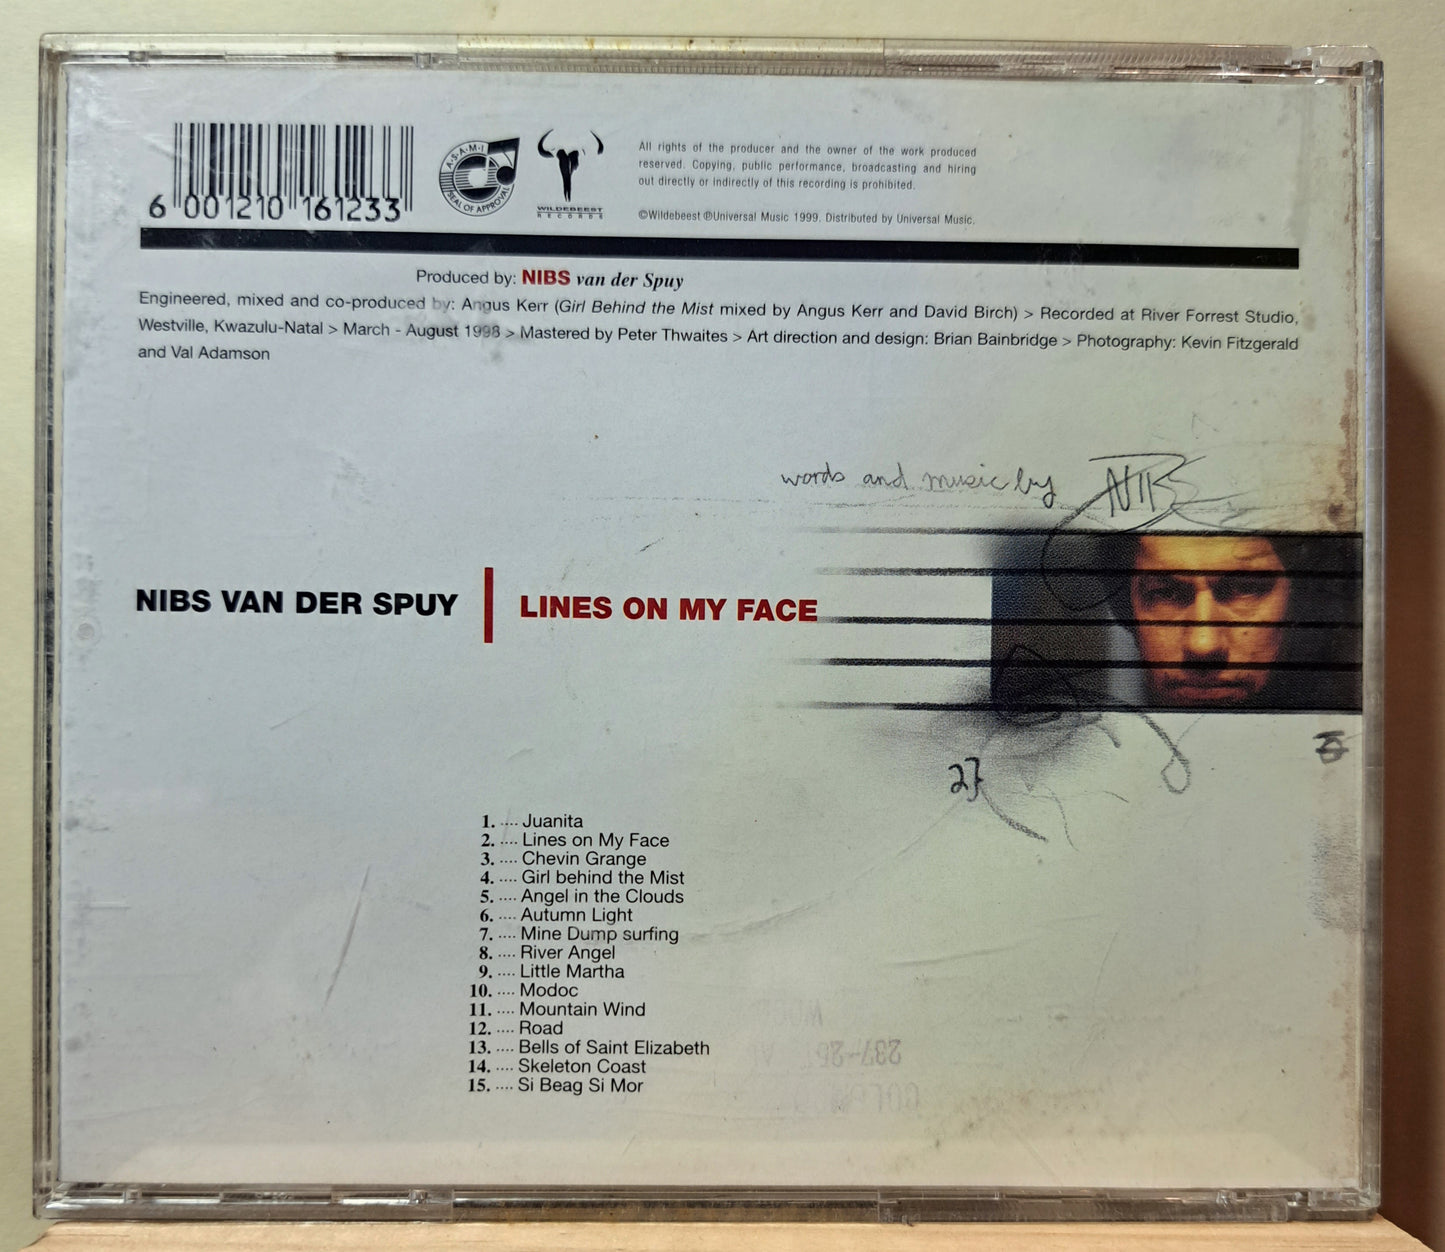 6 001210 161233
A·S·A·M·I
SEAL OF APPROVAL
WILDEBEEST
RECORDS
All rights of the producer and the owner of the work produced
reserved. Copying, public performance, broadcasting and hiring
out directly or indirectly of this recording is prohibited.
©Wildebeest ℗Universal Music 1999. Distributed by Universal Music.
Produced by: NIBS van der Spuy
Engineered, mixed and co-produced by: Angus Kerr (Girl Behind the Mist mixed by Angus Kerr and David Birch) > Recorded at River Forrest Studio,
Westville, Kwazulu-Natal > March - August 1998 > Mastered by Peter Thwaites > Art direction and design: Brian Bainbridge > Photography: Kevin Fitzgerald
and Val Adamson
words and music by NIBS
NIBS VAN DER SPUY | LINES ON MY FACE
27
1. .... Juanita
2. .... Lines on My Face
3. .... Chevin Grange
4. .... Girl behind the Mist
5. .... Angel in the Clouds
6. .... Autumn Light
7. .... Mine Dump surfing
8. .... River Angel
9. .... Little Martha
10. .... Modoc
11. .... Mountain Wind
12. .... Road
13. .... Bells of Saint Elizabeth
14. .... Skeleton Coast
15. .... Si Beag Si Mor